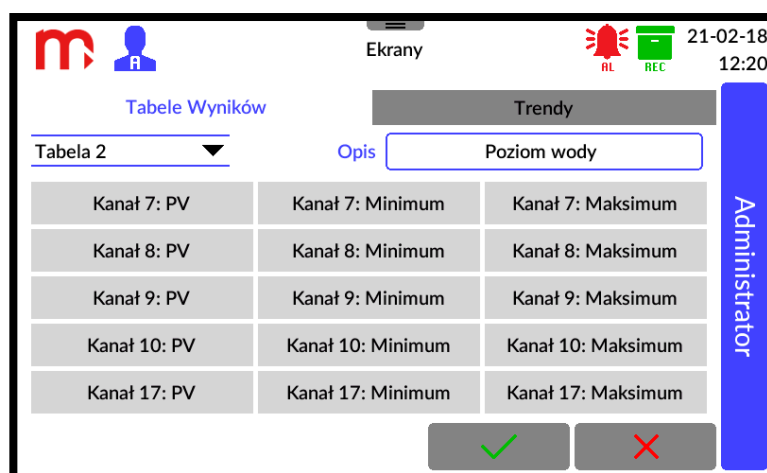 Ekrany
21-02-18
12:20
A
AL
REC
Tabele Wyników
Trendy
Tabela 2
Opis
Poziom wody
Kanał 7: PV
Kanał 7: Minimum
Kanał 7: Maksimum
Kanał 8: PV
Kanał 8: Minimum
Kanał 8: Maksimum
Kanał 9: PV
Kanał 9: Minimum
Kanał 9: Maksimum
Kanał 10: PV
Kanał 10: Minimum
Kanał 10: Maksimum
Kanał 17: PV
Kanał 17: Minimum
Kanał 17: Maksimum
Administrator